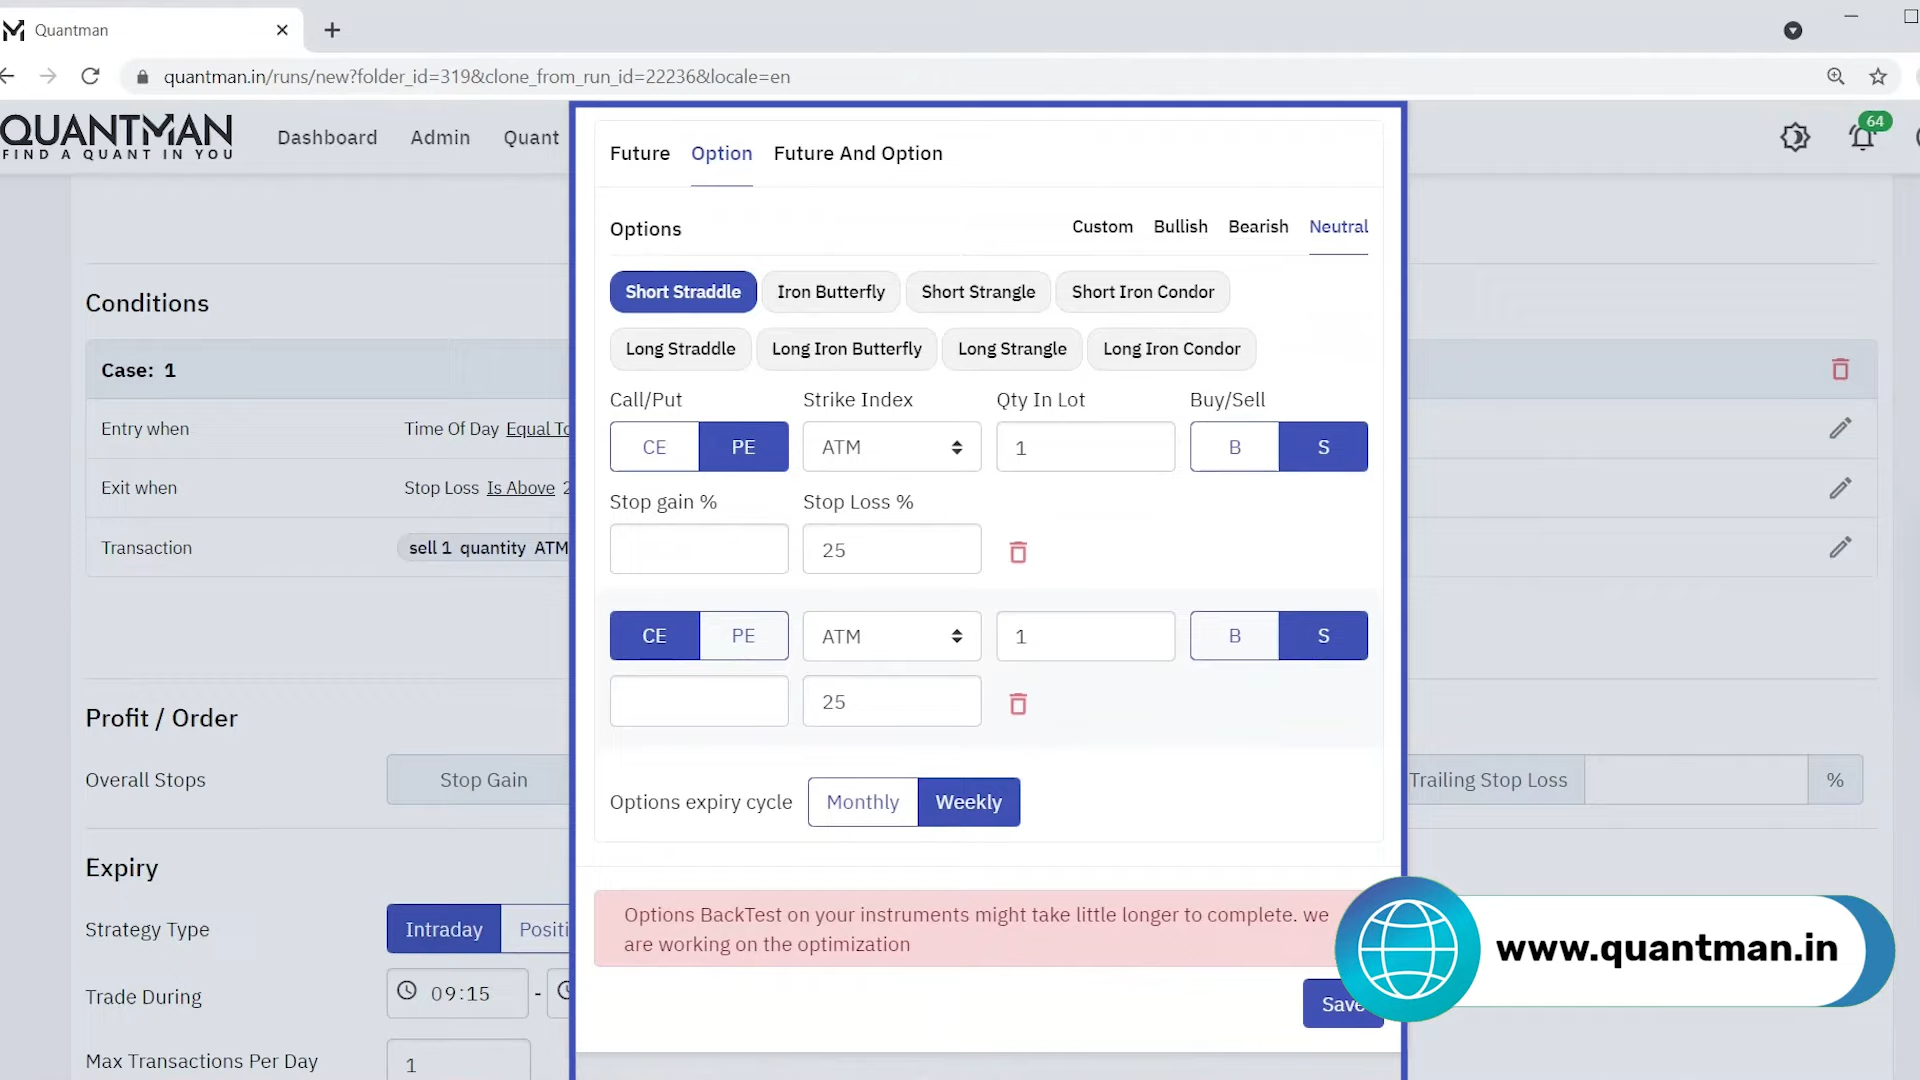 Quantman
quantman.in/runs/new?folder_id=319&clone_from_run_id=22236&locale=en
QUANTMAN
FIND A QUANT IN YOU
Dashboard Admin Quant
64
Future Option Future And Option
Options Custom Bullish Bearish Neutral
Short Straddle Iron Butterfly Short Strangle Short Iron Condor
Long Straddle Long Iron Butterfly Long Strangle Long Iron Condor
Call/Put Strike Index Qty In Lot Buy/Sell
CE PE ATM 1 B S
Stop gain % Stop Loss %
25
CE PE ATM 1 B S
25
Options expiry cycle Monthly Weekly
Options BackTest on your instruments might take little longer to complete. we
are working on the optimization
Save
Conditions
Case: 1
Entry when Time Of Day Equal To
Exit when Stop Loss Is Above 2
Transaction sell 1 quantity ATM
Profit / Order
Overall Stops Stop Gain Trailing Stop Loss %
Expiry
Strategy Type Intraday Positi
Trade During 09:15 -
Max Transactions Per Day 1
www.quantman.in